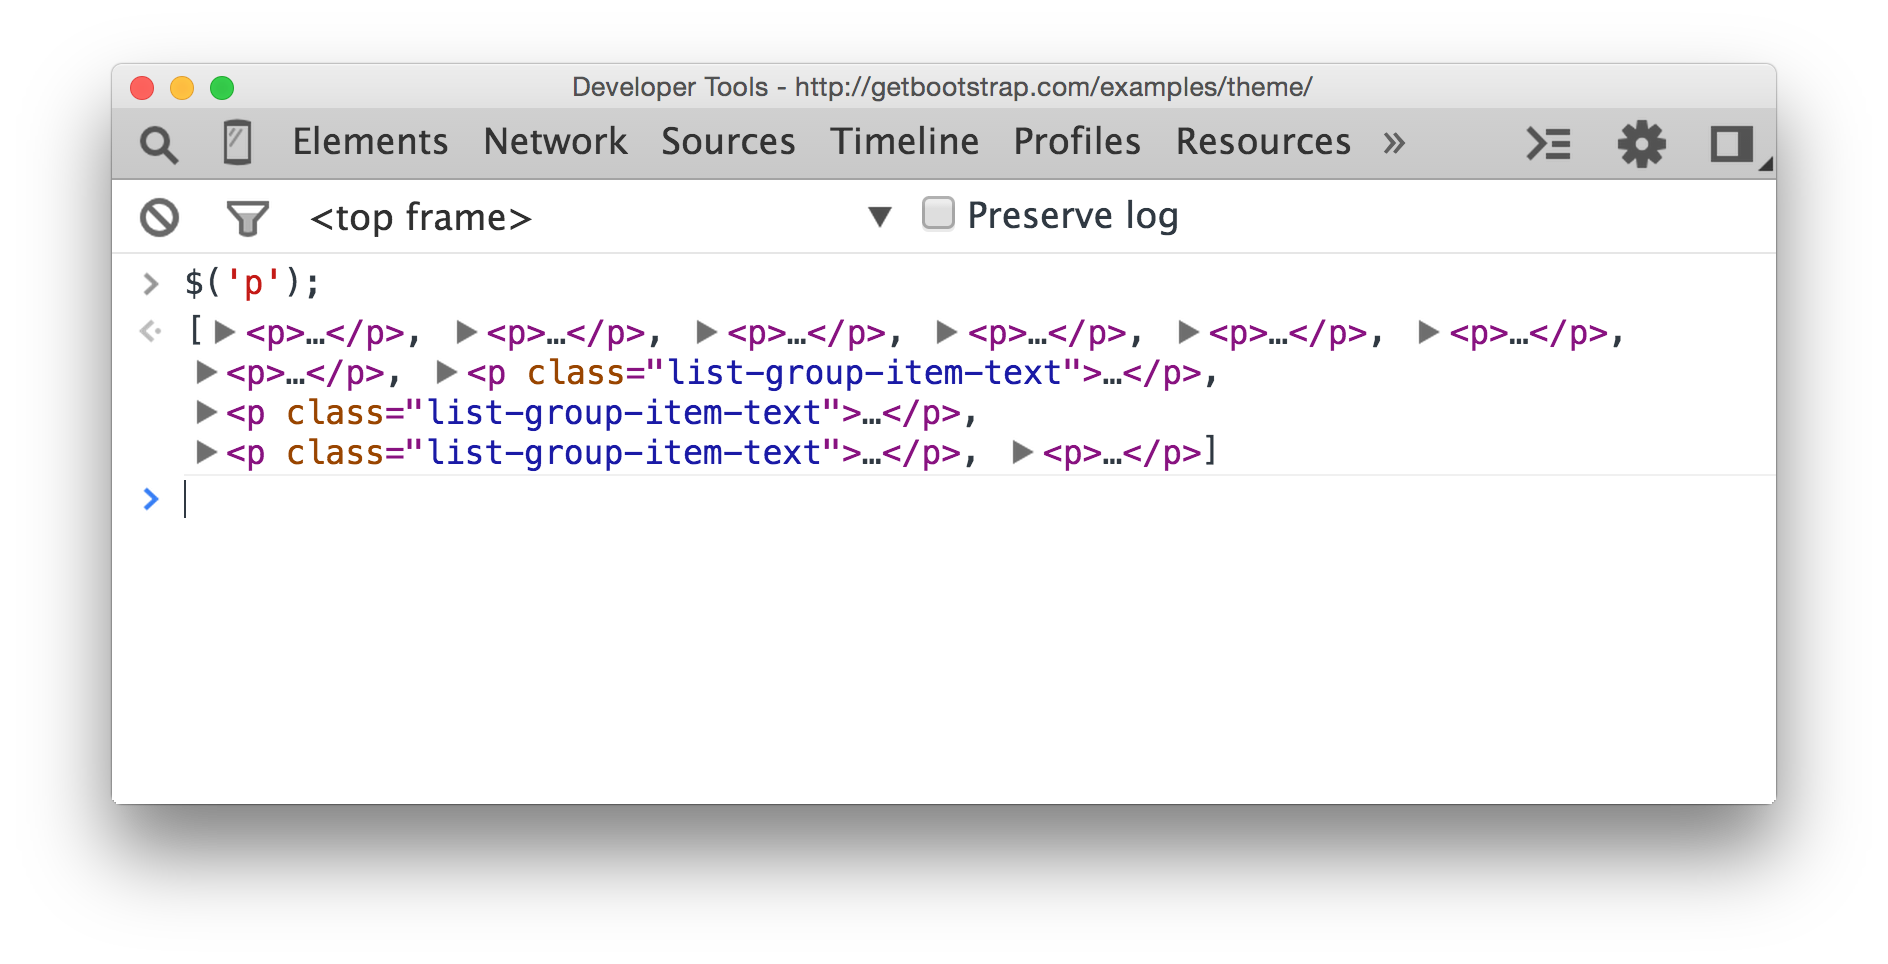 Developer Tools - http://getbootstrap.com/examples/theme/
Elements Network Sources Timeline Profiles Resources »
<top frame> ▼ Preserve log
> $('p');
[▶<p>…</p>, ▶<p>…</p>, ▶<p>…</p>, ▶<p>…</p>, ▶<p>…</p>, ▶<p>…</p>,
▶<p>…</p>, ▶<p class="list-group-item-text">…</p>,
▶<p class="list-group-item-text">…</p>,
▶<p class="list-group-item-text">…</p>, ▶<p>…</p>]
>